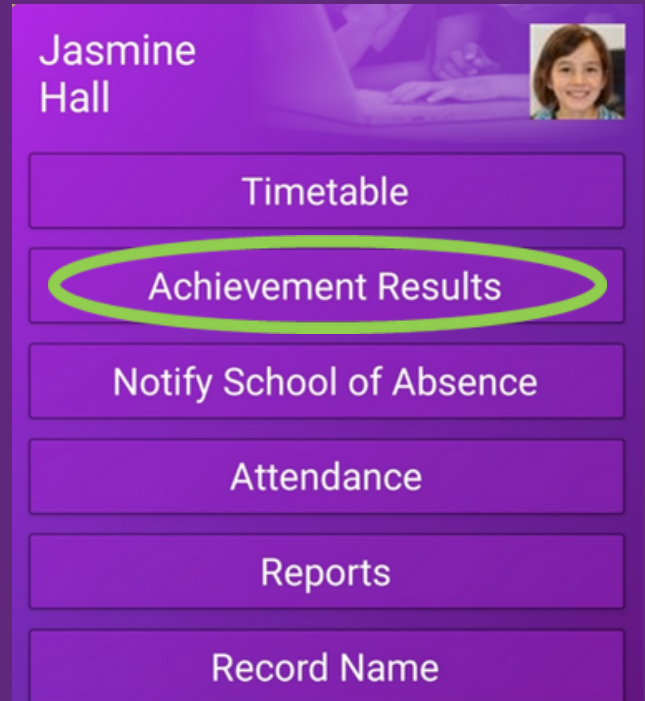 Jasmine
Hall
Timetable
Achievement Results
Notify School of Absence
Attendance
Reports
Record Name